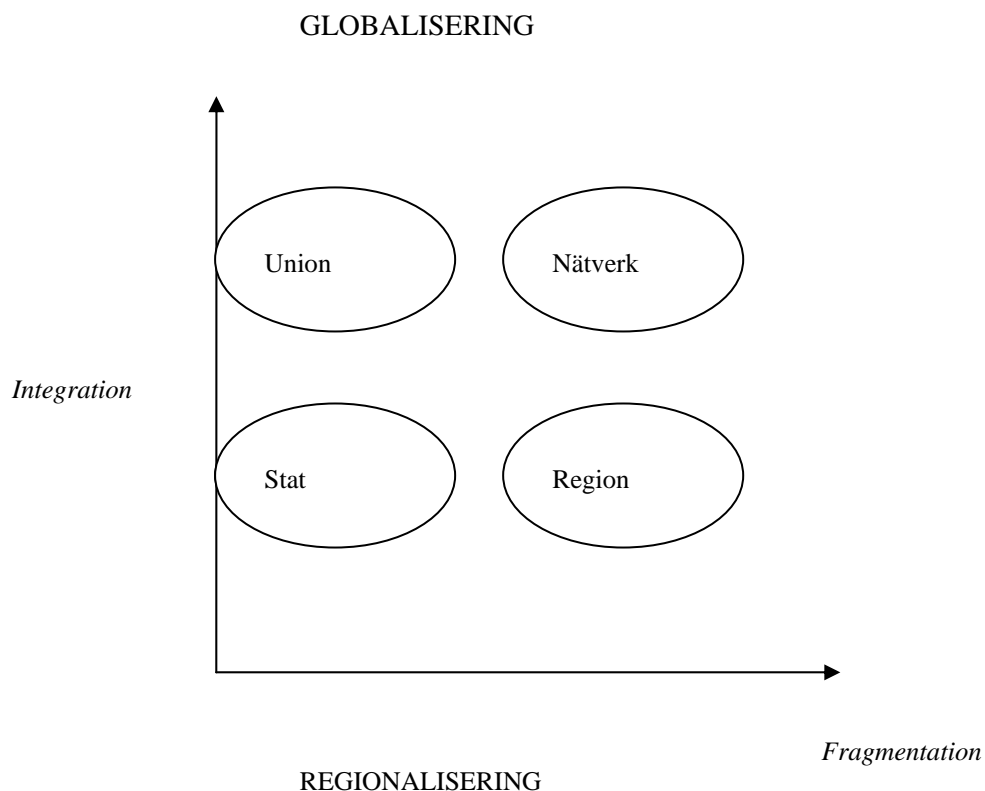 GLOBALISERING
Union
Nätverk
Integration
Stat
Region
Fragmentation
REGIONALISERING